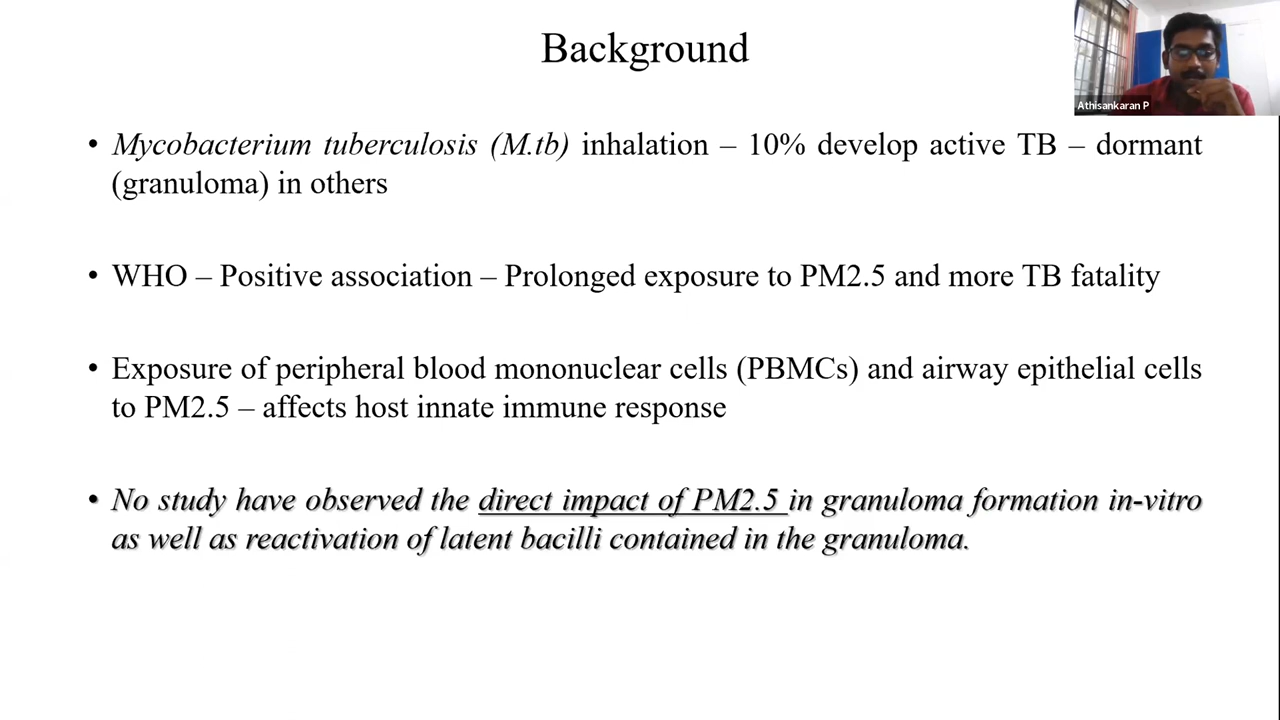 Background
Athisankaran P
• Mycobacterium tuberculosis (M.tb) inhalation – 10% develop active TB – dormant
(granuloma) in others
• WHO – Positive association – Prolonged exposure to PM2.5 and more TB fatality
• Exposure of peripheral blood mononuclear cells (PBMCs) and airway epithelial cells
to PM2.5 – affects host innate immune response
• No study have observed the direct impact of PM2.5 in granuloma formation in-vitro
as well as reactivation of latent bacilli contained in the granuloma.